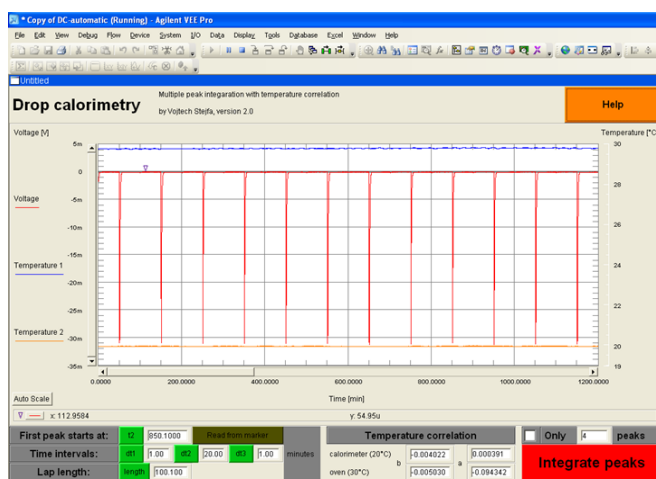 * Copy of DC-automatic (Running) - Agilent VEE Pro
File Edit View Debug Flow Device System I/O Data Display Tools Database Excel Window Help
Untitled
Drop calorimetry
Multiple peak integaration with temperature correlation
by Vojtech Stejfa, version 2.0
Help
Voltage [V]
Temperature [°C
5m
30
0
Voltage
28
-5m
-10m
26
-15m
Temperature 1
24
-20m
-25m
22
Temperature 2
-30m
20
-35m
19
0.0000 200.0000 400.0000 600.0000 800.0000 1000.0000 1200.0000
Time [min]
Auto Scale
x: 112.9584
y: 54.95u
First peak starts at: t2 850.1000 Read from marker
Temperature correlation
Only 4 peaks
Time intervals: dt1 1.00 dt2 20.00 dt3 1.00 minutes
calorimeter (20°C) b -0.004022 a 0.000391
Lap length: length 100.100
oven (30°C) -0.005030 -0.094342
Integrate peaks